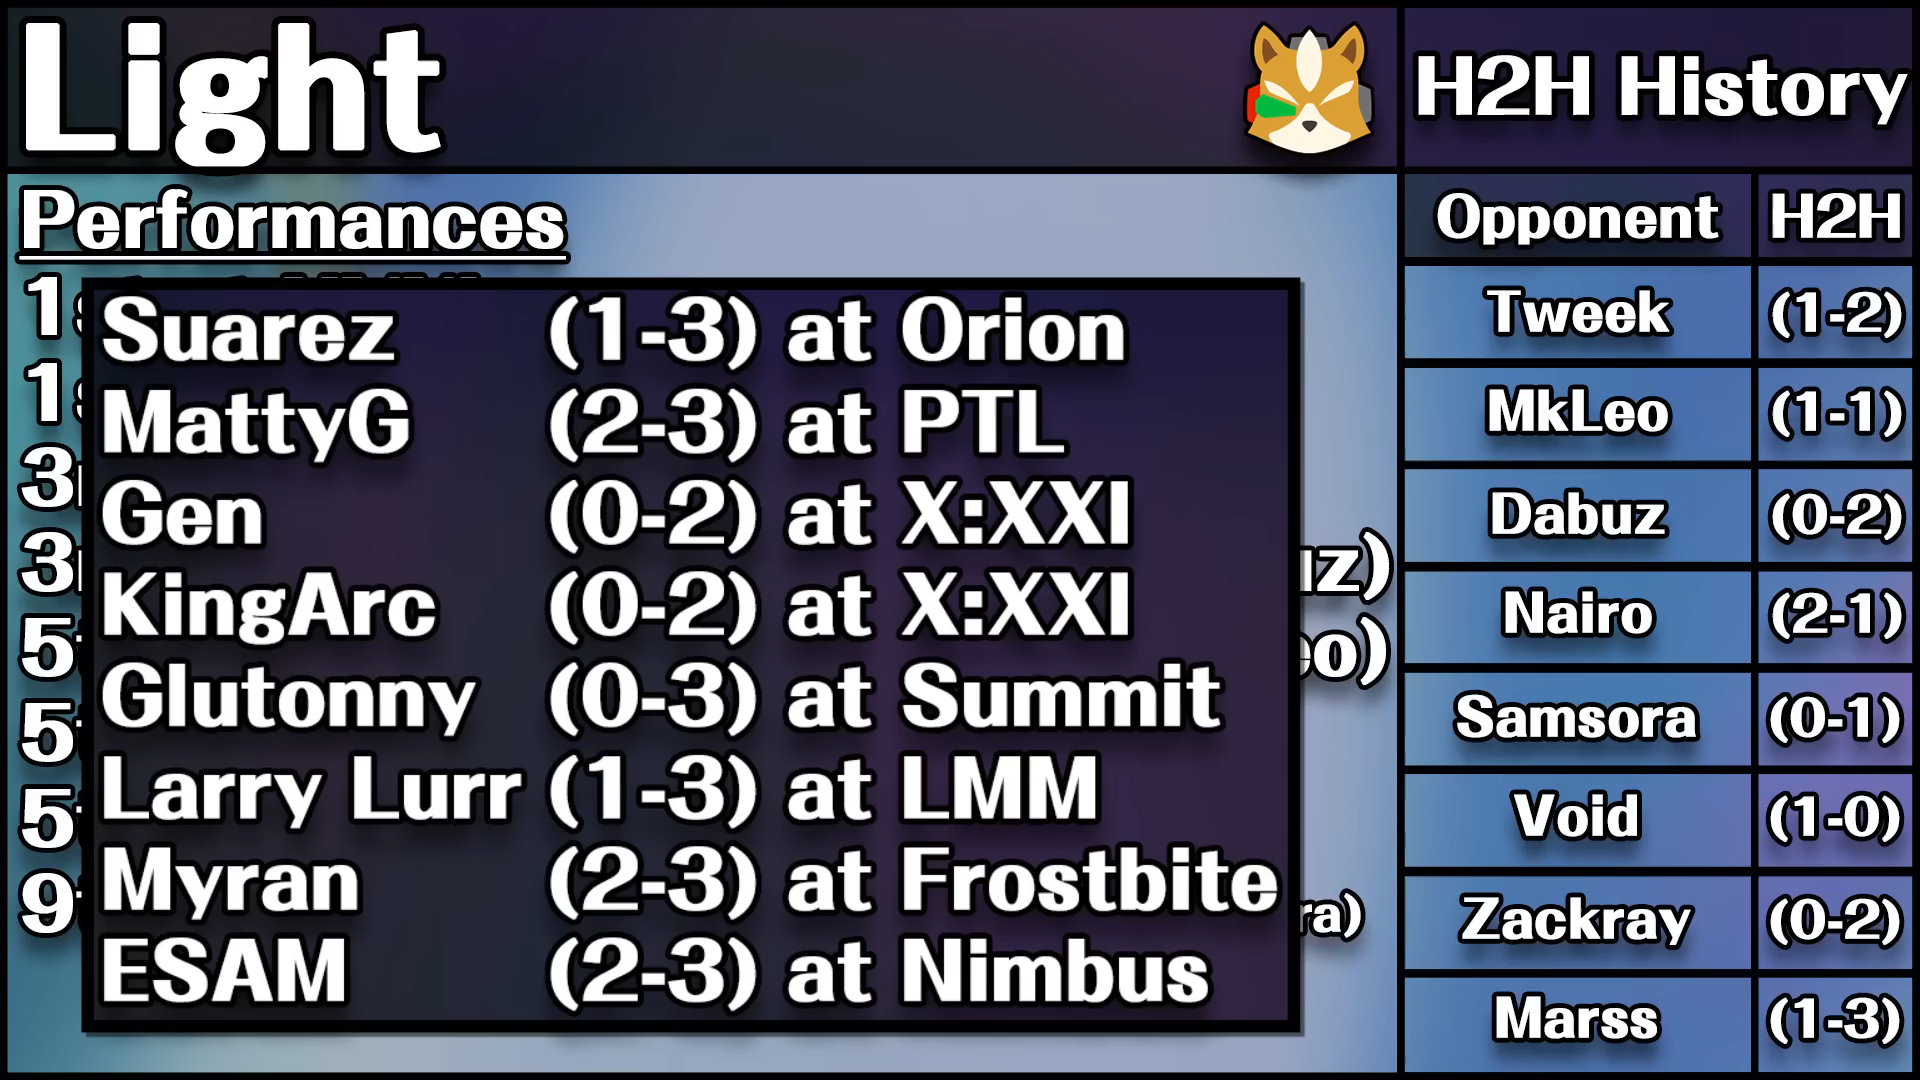 Light
Performances
Suarez (1-3) at Orion
MattyG (2-3) at PTL
Gen (0-2) at X:XXI
KingArc (0-2) at X:XXI
Glutonny (0-3) at Summit
Larry Lurr (1-3) at LMM
Myran (2-3) at Frostbite
ESAM (2-3) at Nimbus
H2H History
Opponent H2H
Tweek (1-2)
MkLeo (1-1)
Dabuz (0-2)
Nairo (2-1)
Samsora (0-1)
Void (1-0)
Zackray (0-2)
Marss (1-3)